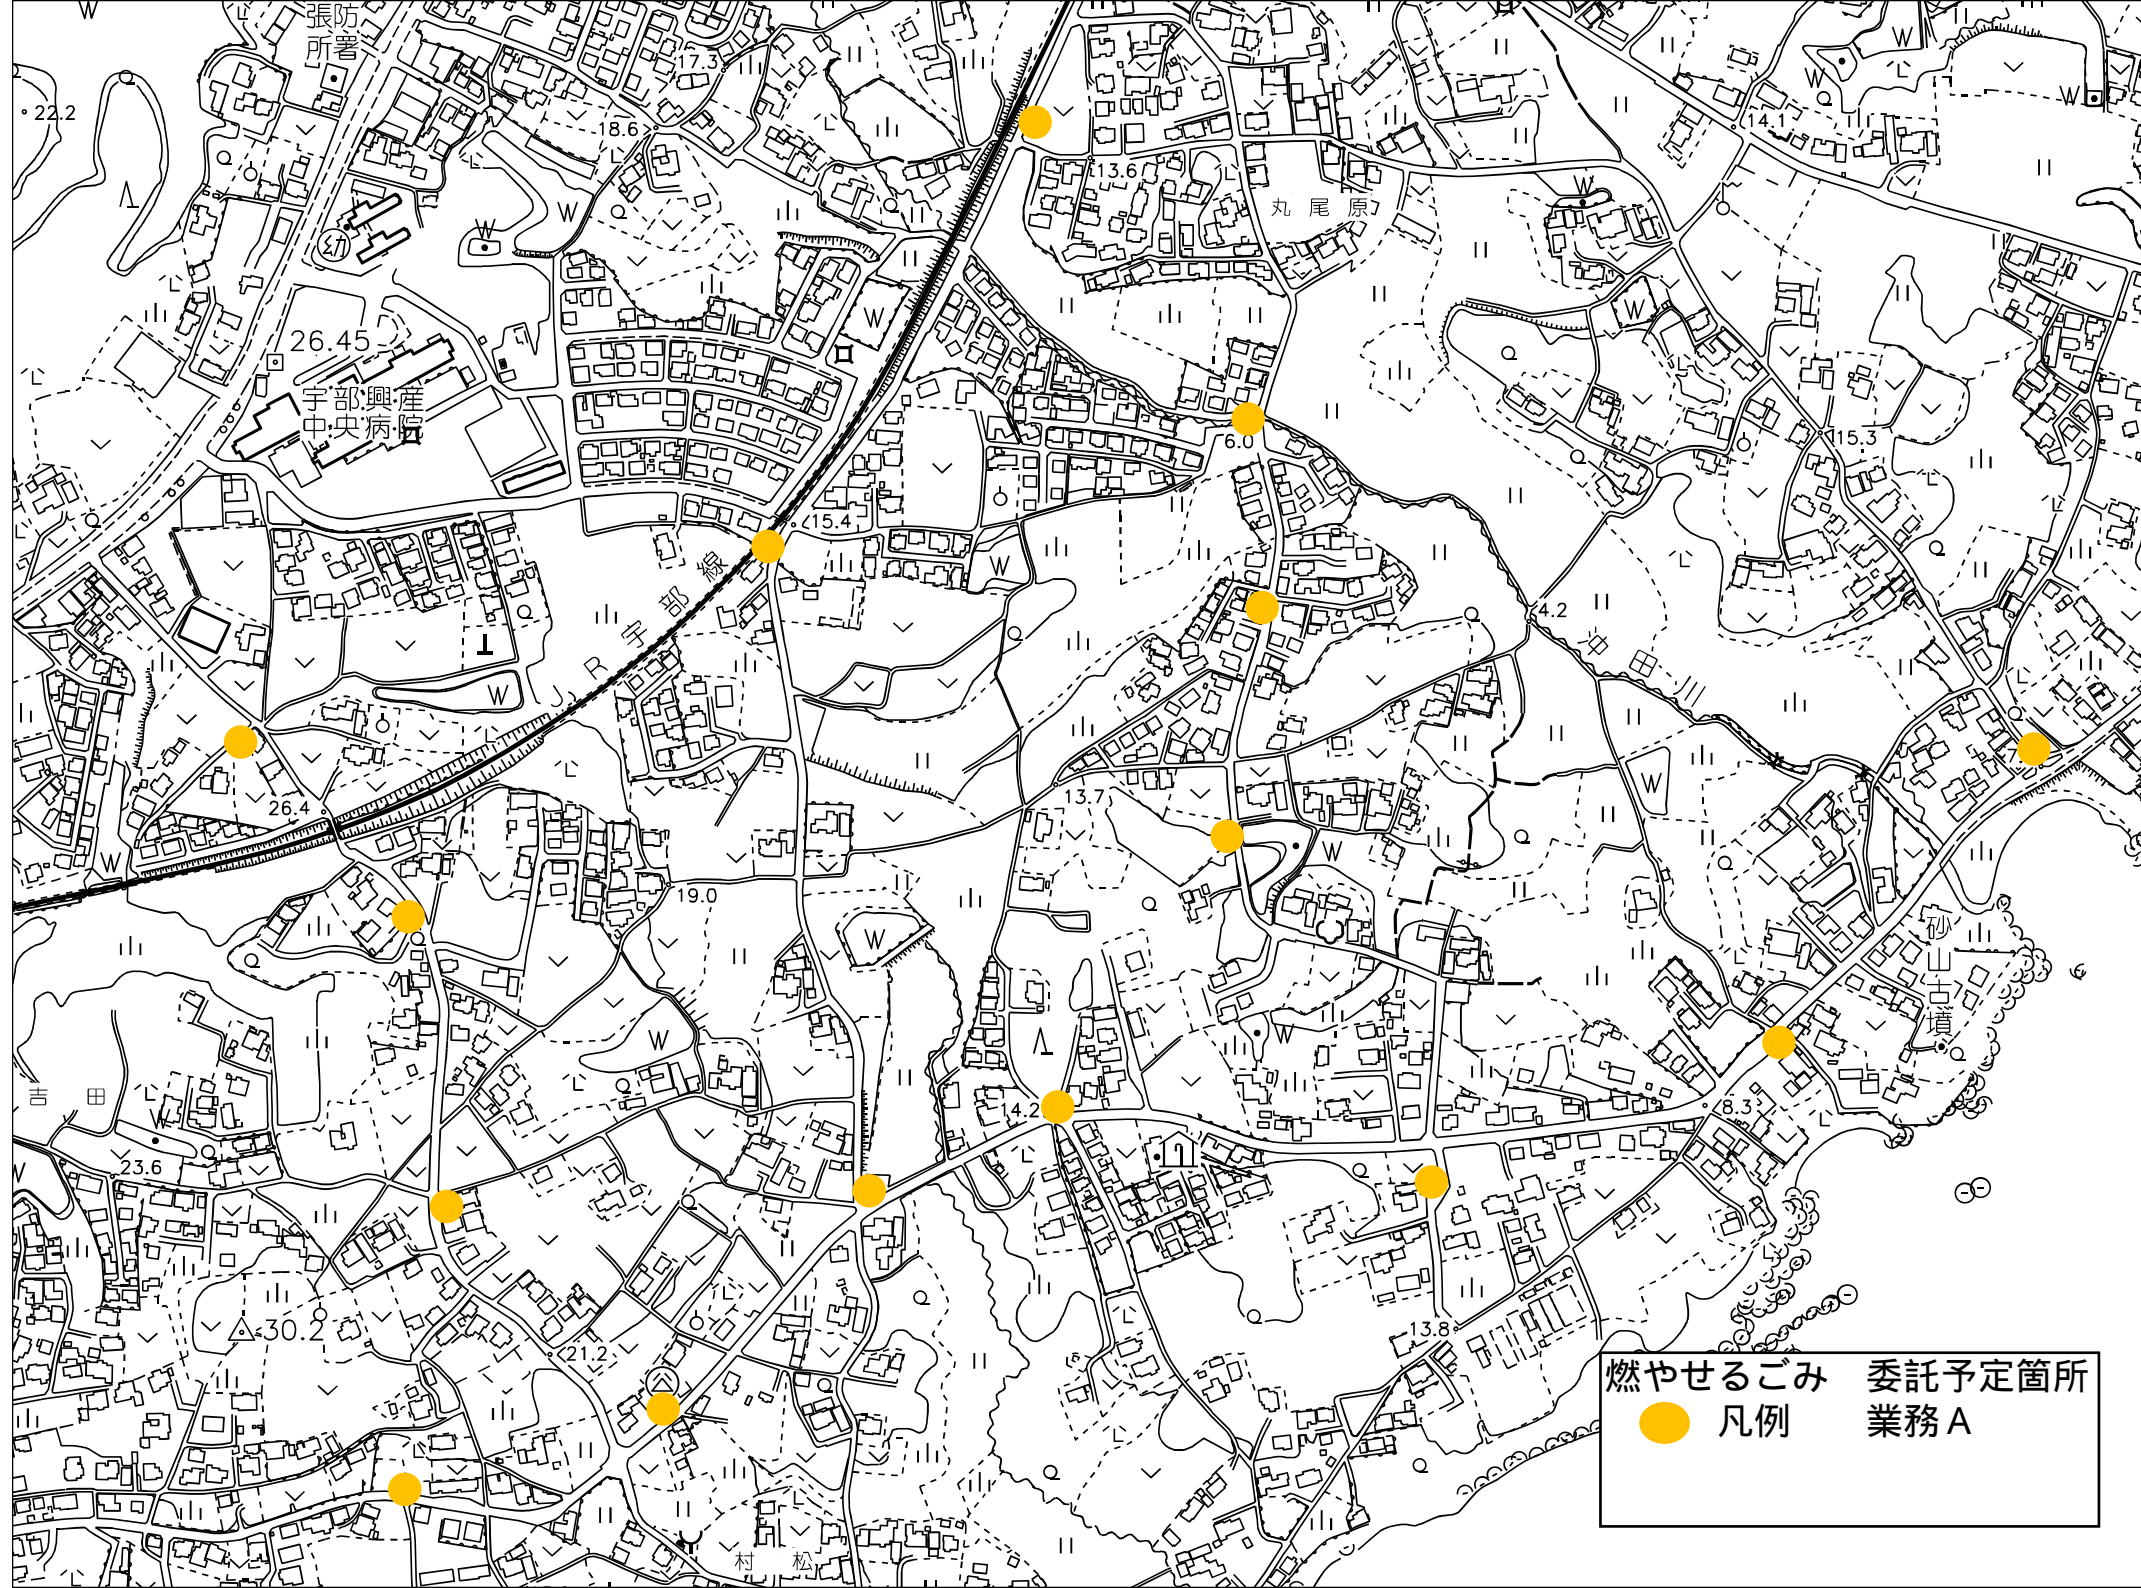 張防
所署
17.3
22.2
18.6
14.1
13.6
丸尾原
幼
26.45
宇部興産
中央病院
6.0
15.3
15.4
4.2
JR宇部線
沢田川
26.4
13.7
19.0
砂山古墳
吉田
14.2
8.3
23.6
30.2
21.2
13.8
村松
燃やせるごみ 委託予定箇所
凡例 業務A